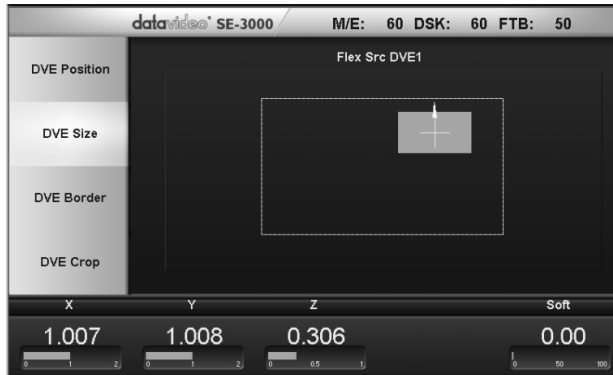 datavideo SE-3000 M/E: 60 DSK: 60 FTB: 50
Flex Src DVE1
DVE Position
DVE Size
DVE Border
DVE Crop
X Y Z Soft
1.007 1.008 0.306 0.00
0 1 2 0 1 2 0 0.5 1 0 50 100